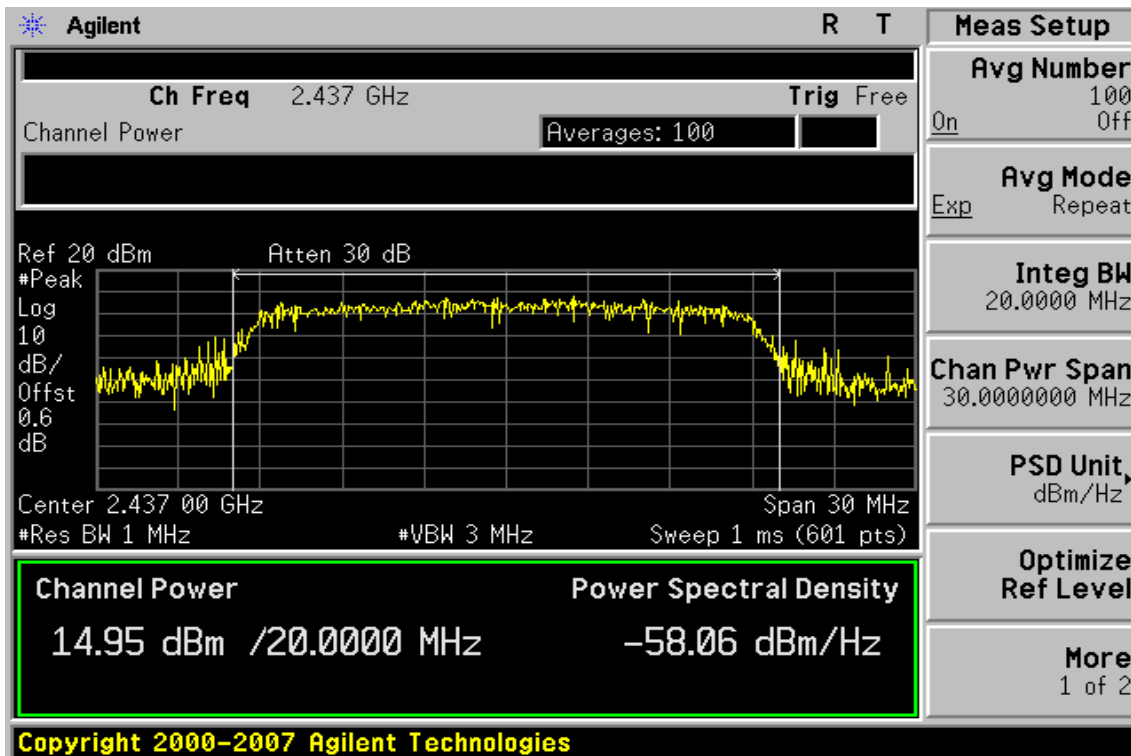 Agilent R T
Ch Freq 2.437 GHz Trig Free
Channel Power Averages: 100
Ref 20 dBm Atten 30 dB
#Peak
Log
10
dB/
Offst
0.6
dB
Center 2.437 00 GHz Span 30 MHz
#Res BW 1 MHz #VBW 3 MHz Sweep 1 ms (601 pts)
Channel Power Power Spectral Density
14.95 dBm /20.0000 MHz -58.06 dBm/Hz
Copyright 2000-2007 Agilent Technologies
Meas Setup
Avg Number
100
On Off
Avg Mode
Exp Repeat
Integ BW
20.0000 MHz
Chan Pwr Span
30.0000000 MHz
PSD Unit
dBm/Hz
Optimize
Ref Level
More
1 of 2